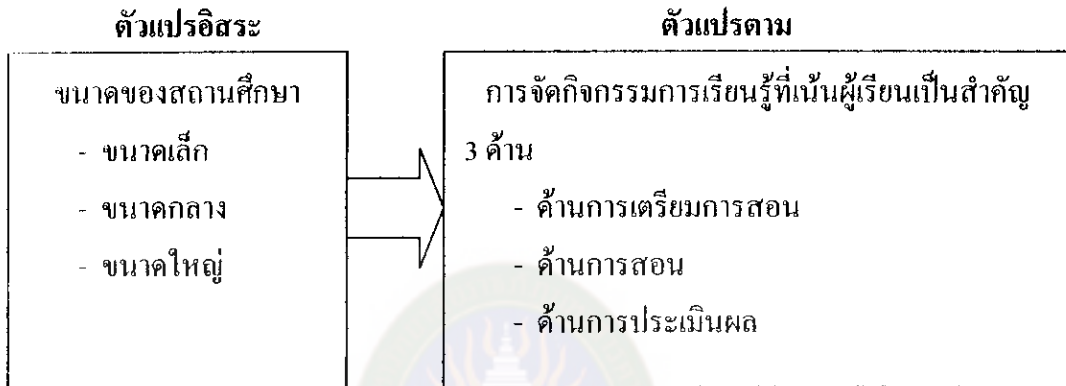 ตัวแปรอิสระ
ตัวแปรตาม
ขนาดของสถานศึกษา
- ขนาดเล็ก
- ขนาดกลาง
- ขนาดใหญ่
การจัดกิจกรรมการเรียนรู้ที่เน้นผู้เรียนเป็นสำคัญ
3 ด้าน
- ด้านการเตรียมการสอน
- ด้านการสอน
- ด้านการประเมินผล